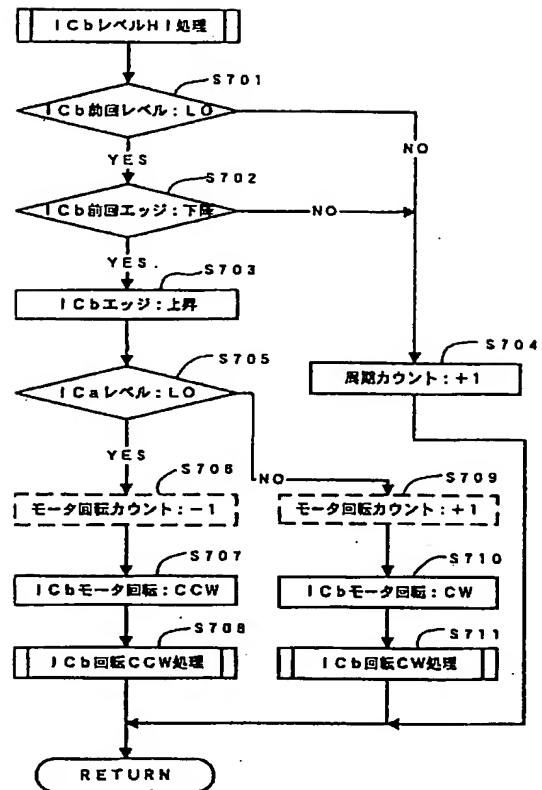 ICbレベルHI処理
S701
ICb前回レベル:LO
NO
YES
S702
ICb前回エッジ:下降
NO
YES
S703
ICbエッジ:上昇
S704
周期カウント:+1
S705
ICaレベル:LO
YES
NO
S706
モータ回転カウント:-1
S709
モータ回転カウント:+1
S707
ICbモータ回転:CCW
S710
ICbモータ回転:CW
S708
ICb回転CCW処理
S711
ICb回転CW処理
RETURN